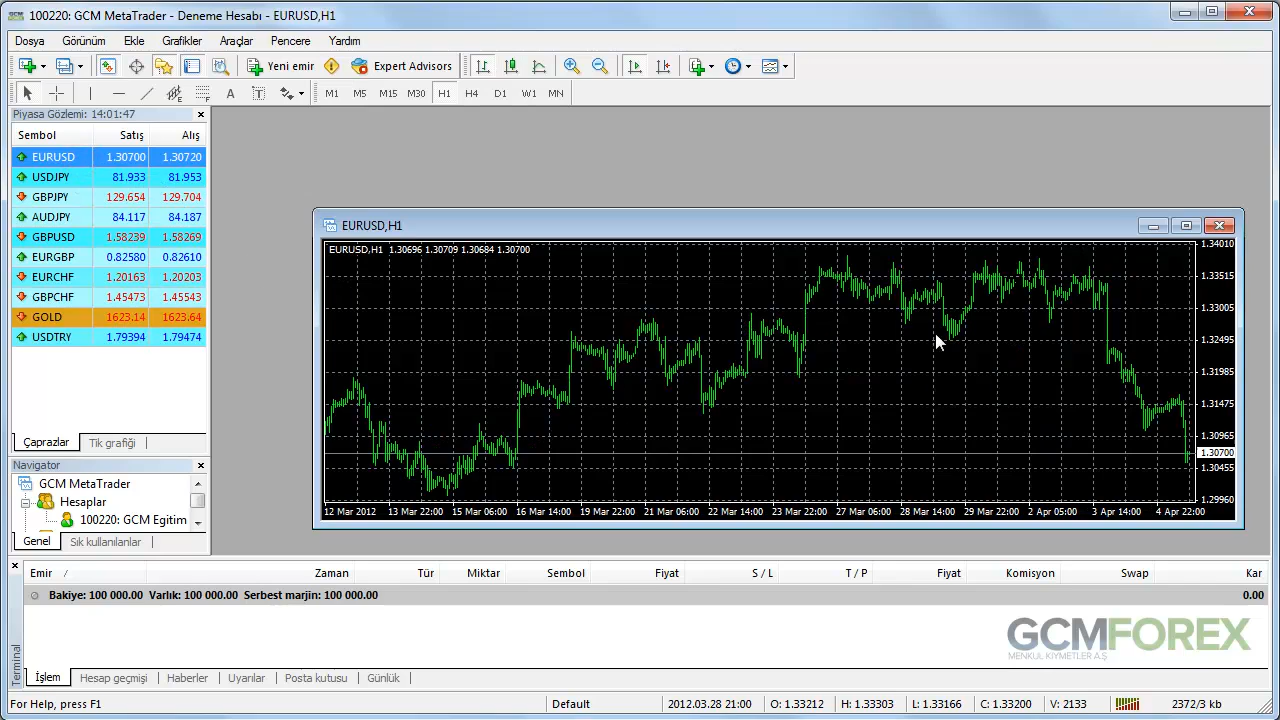 100220: GCM MetaTrader - Deneme Hesabı - EURUSD,H1
Dosya Görünüm Ekle Grafikler Araçlar Pencere Yardım
Yeni emir Expert Advisors
A T M1 M5 M15 M30 H1 H4 D1 W1 MN
Piyasa Gözlemi: 14:01:47
Sembol Satış Alış
EURUSD 1.30700 1.30720
USDJPY 81.933 81.953
GBPJPY 129.654 129.704
AUDJPY 84.117 84.187
GBPUSD 1.58239 1.58269
EURGBP 0.82580 0.82610
EURCHF 1.20163 1.20203
GBPCHF 1.45473 1.45543
GOLD 1623.14 1623.64
USDTRY 1.79394 1.79474
Çaprazlar Tik grafiği
Navigator
GCM MetaTrader
Hesaplar
100220: GCM Egitim
Genel Sık kullanılanlar
EURUSD,H1
EURUSD,H1 1.30696 1.30709 1.30684 1.30700
1.34010
1.33515
1.33005
1.32495
1.31985
1.31475
1.30965
1.30700
1.30455
1.29960
12 Mar 2012 13 Mar 22:00 15 Mar 06:00 16 Mar 14:00 19 Mar 22:00 21 Mar 06:00 22 Mar 14:00 23 Mar 22:00 27 Mar 06:00 28 Mar 14:00 29 Mar 22:00 2 Apr 05:00 3 Apr 14:00 4 Apr 22:00
Emir / Zaman Tür Miktar Sembol Fiyat S / L T / P Fiyat Komisyon Swap Kar
Bakiye: 100 000.00 Varlık: 100 000.00 Serbest marjin: 100 000.00 0.00
GCMFOREX
MENKUL KIYMETLER A.Ş.
Terminal
İşlem Hesap geçmişi Haberler Uyarılar Posta kutusu Günlük
For Help, press F1 Default 2012.03.28 21:00 O: 1.33212 H: 1.33303 L: 1.33166 C: 1.33200 V: 2133 2372/3 kb